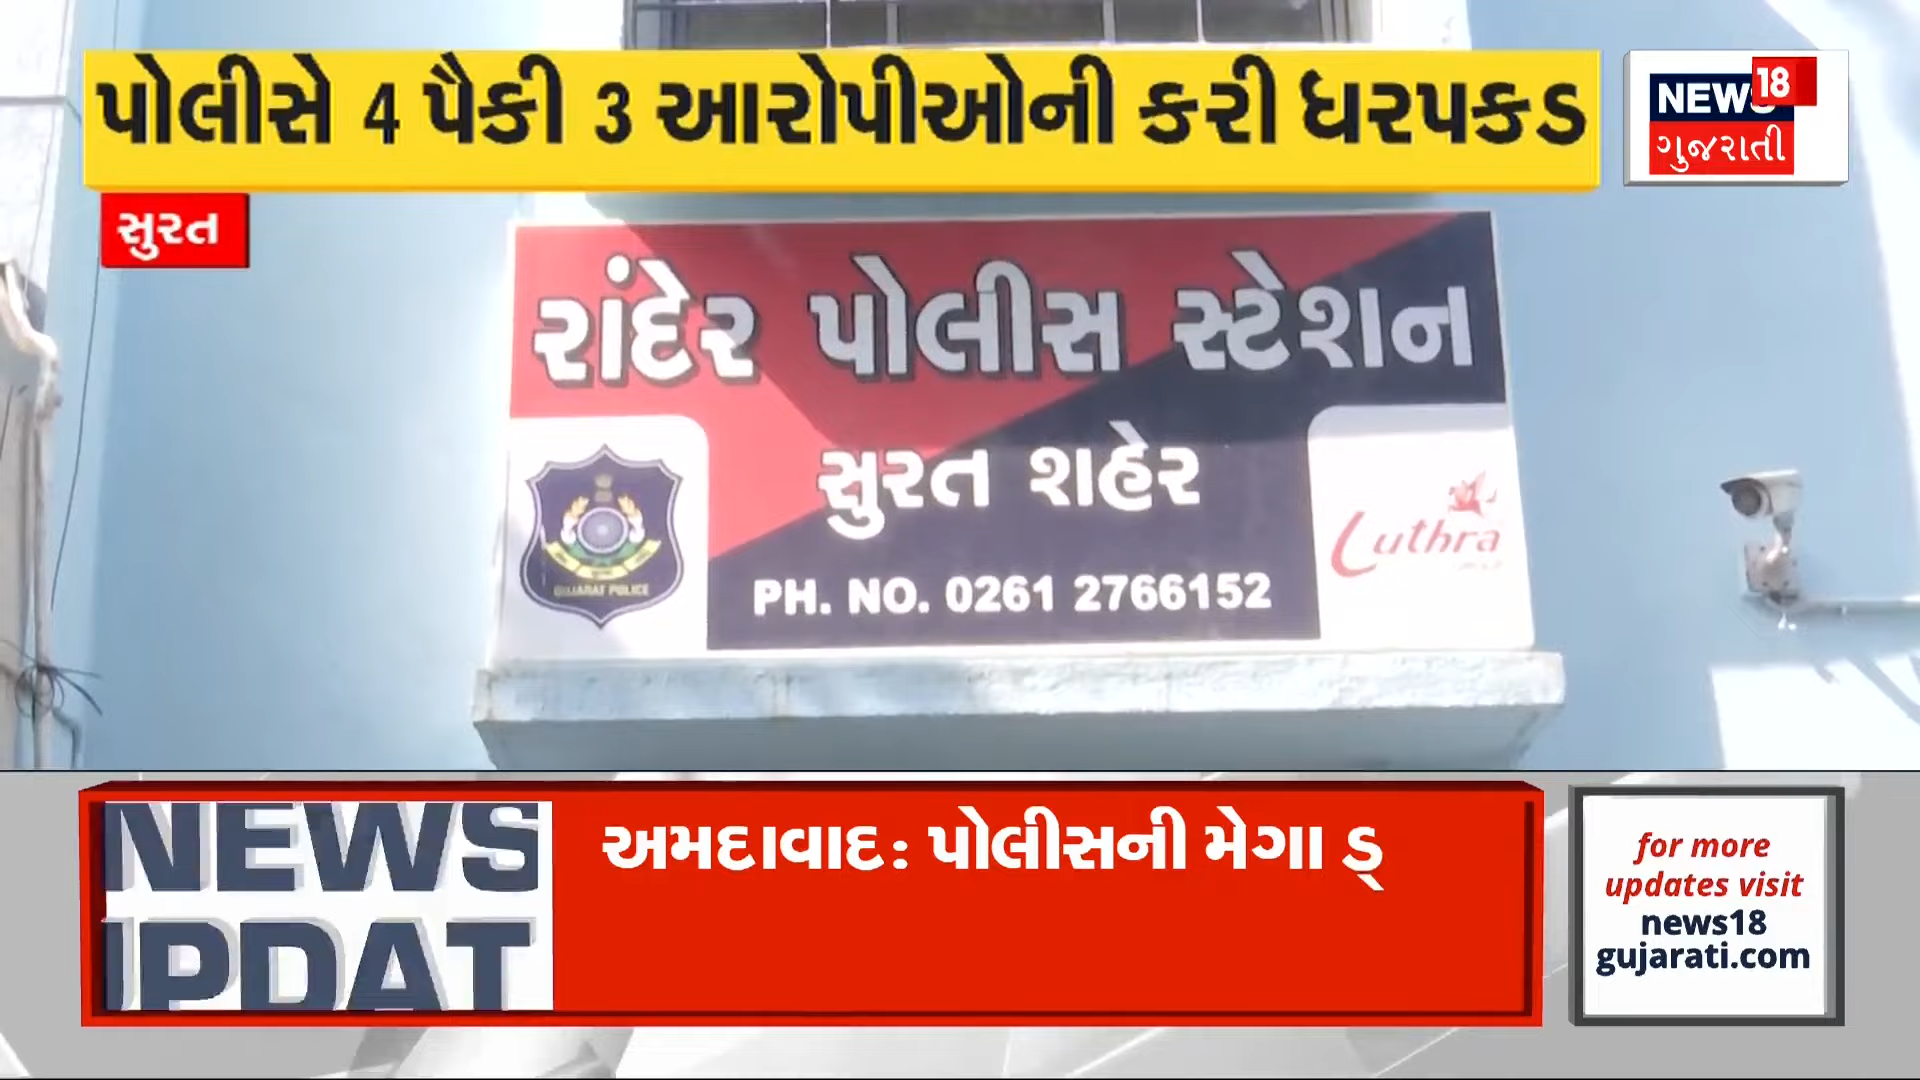 પોલીસે 4 પૈકી 3 આરોપીઓની કરી ધરપકડ
NEWS18
ગુજરાતી
સુરત
રાંદેર પોલીસ સ્ટેશન
સુરત શહેર
PH. NO. 0261 2766152
GUJARAT POLICE
Luthra
NEWS
UPDAT
અમદાવાદ: પોલીસની મેગા ડ્
for more
updates visit
news18
gujarati.com